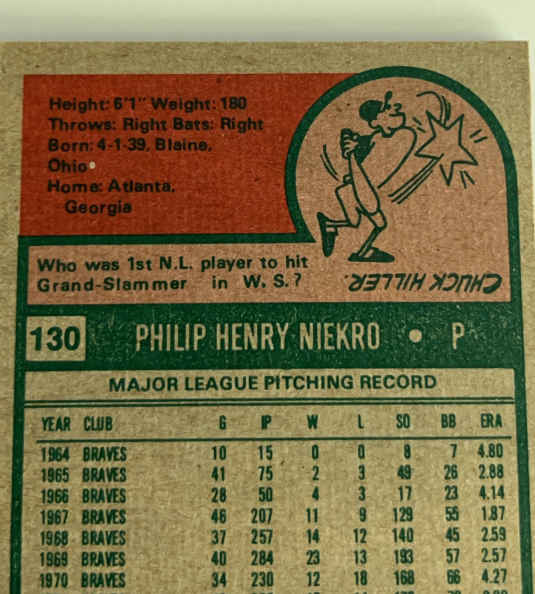 Height: 6'1" Weight: 180
Throws: Right Bats: Right
Born: 4-1-39, Blaine,
Ohio
Home: Atlanta,
Georgia
Who was 1st N.L. player to hit
Grand-Slammer in W. S.?
CHUCK HILLER.
130 PHILIP HENRY NIEKRO • P
MAJOR LEAGUE PITCHING RECORD
YEAR CLUB G IP W L SO BB ERA
1964 BRAVES 10 15 0 0 8 7 4.80
1965 BRAVES 41 75 2 3 49 26 2.88
1966 BRAVES 28 50 4 3 17 23 4.14
1967 BRAVES 46 207 11 9 129 55 1.87
1968 BRAVES 37 257 14 12 140 45 2.59
1969 BRAVES 40 284 23 13 193 57 2.57
1970 BRAVES 34 230 12 18 168 66 4.27